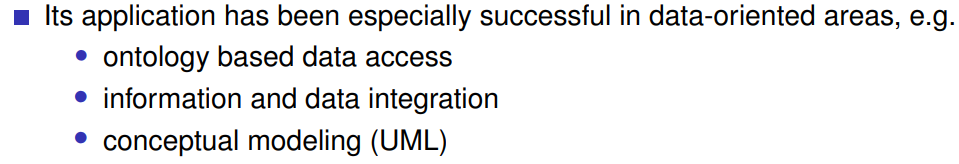 Its application has been especially successful in data-oriented areas, e.g.
ontology based data access
information and data integration
conceptual modeling (UML)